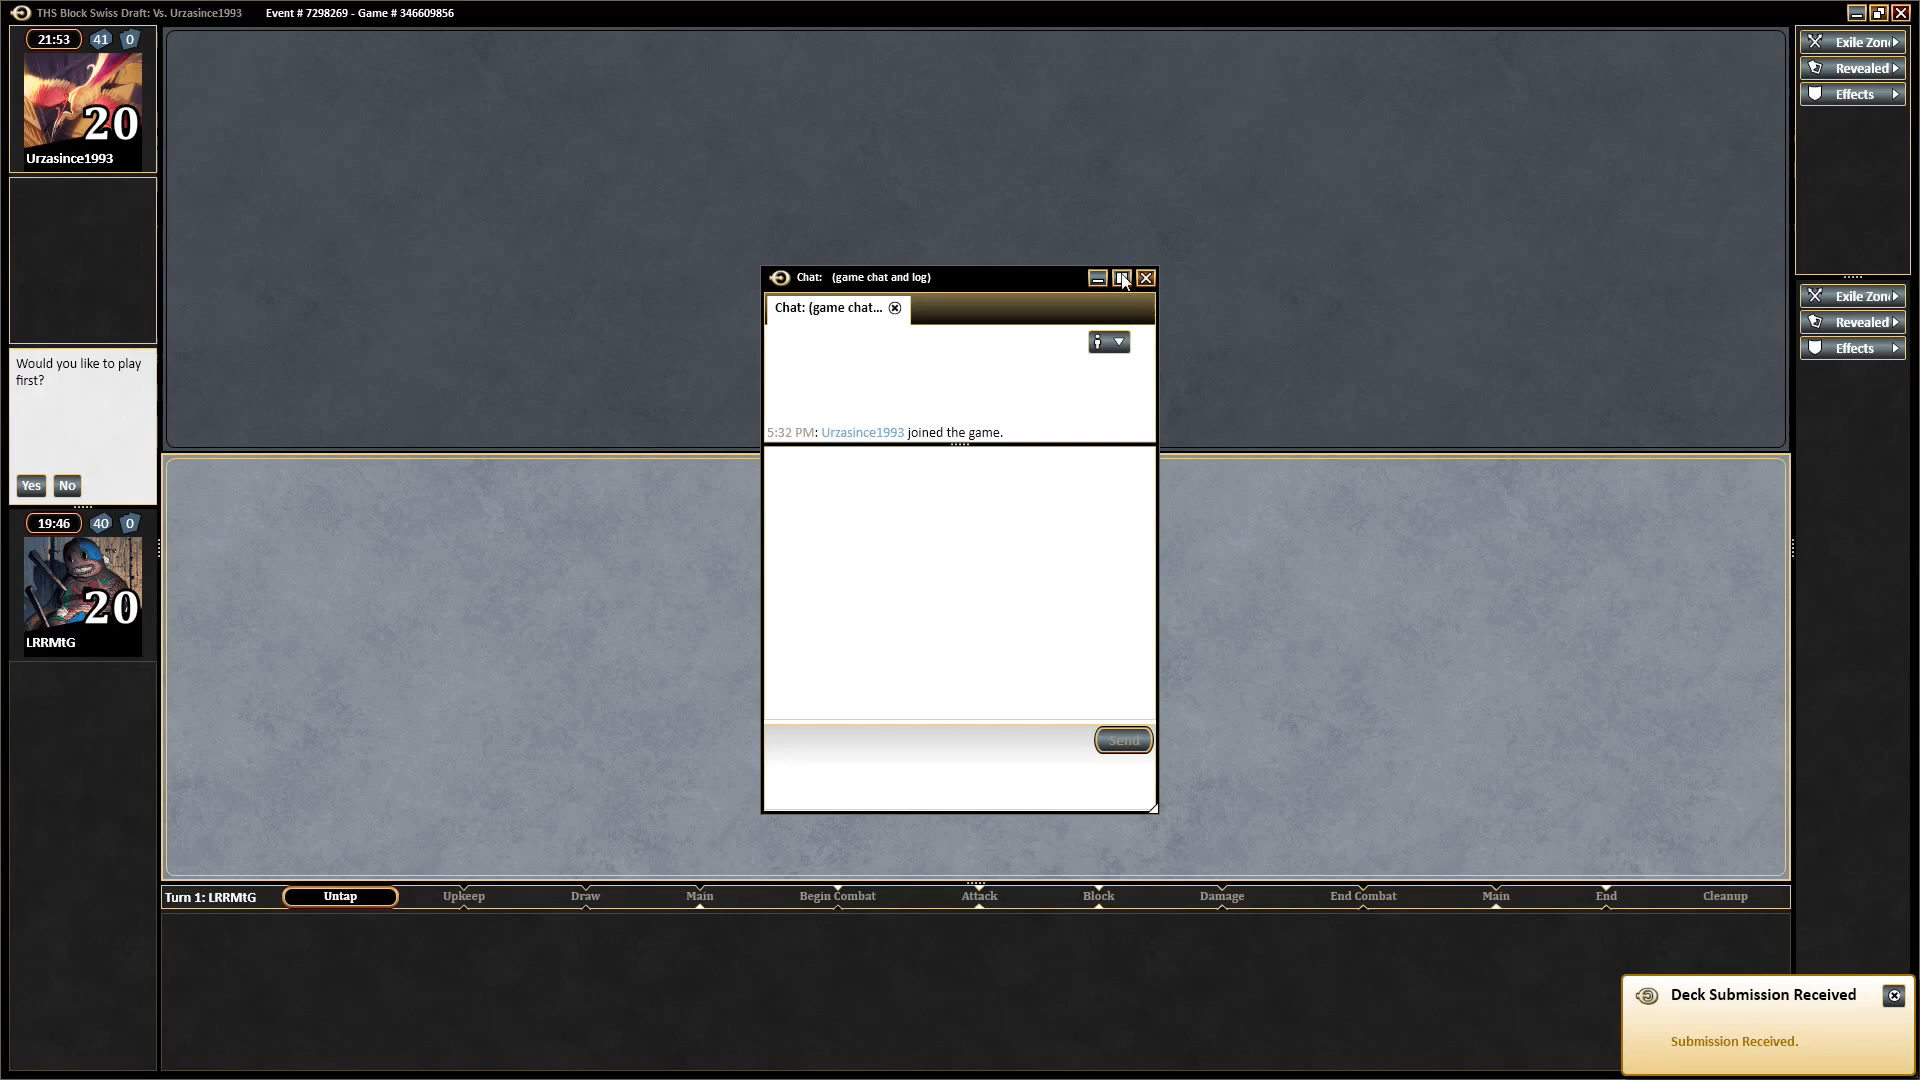 THS Block Swiss Draft: Vs. Urzasince1993 Event # 7298269 - Game # 346609856
21:53 41 0
20
Urzasince1993
Would you like to play
first?
Yes No
19:46 40 0
20
LRRMtG
Chat: (game chat and log)
Chat: (game chat...
5:32 PM: Urzasince1993 joined the game.
Send
Exile Zon
Revealed
Effects
Exile Zon
Revealed
Effects
Turn 1: LRRMtG Untap Upkeep Draw Main Begin Combat Attack Block Damage End Combat Main End Cleanup
Deck Submission Received
Submission Received.